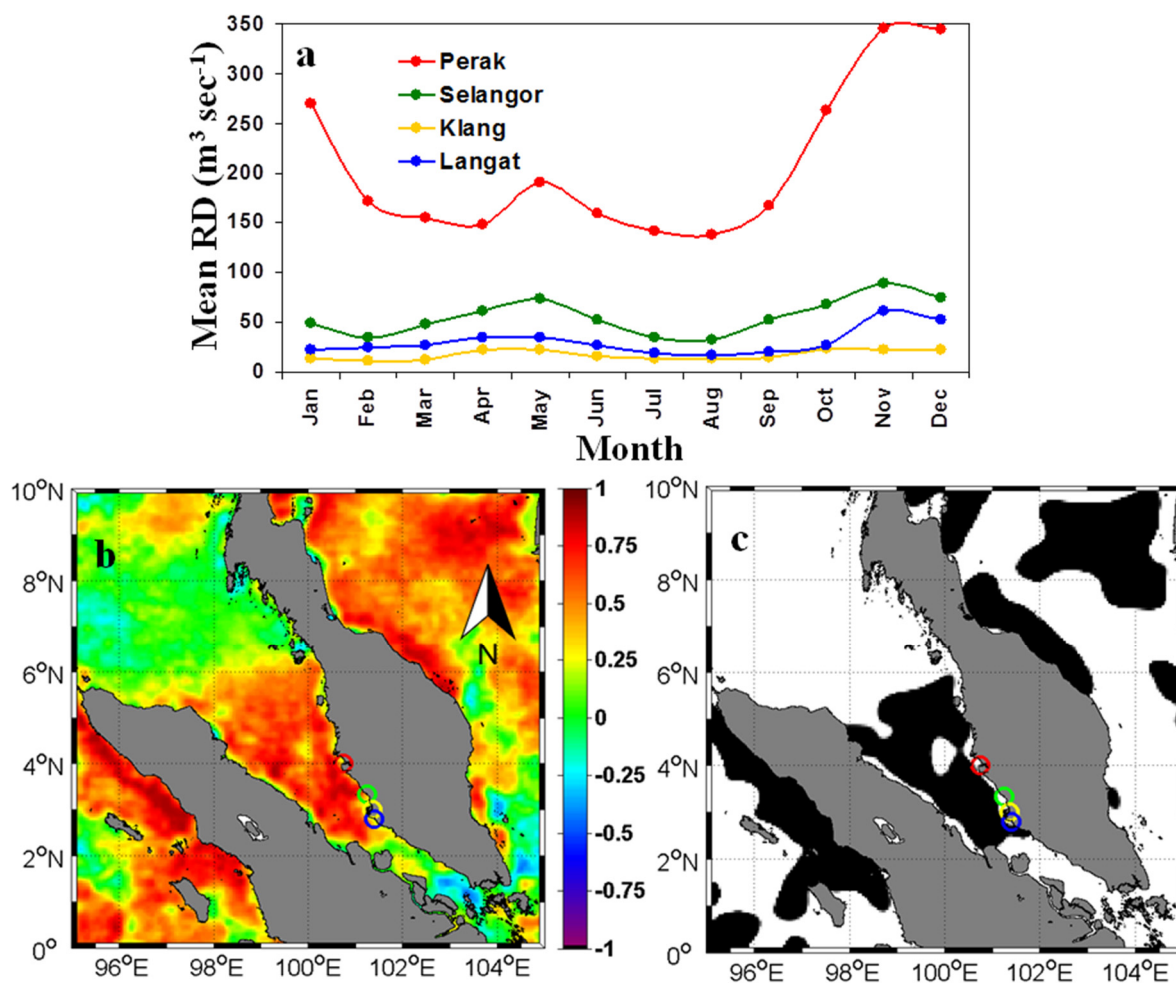 a
Perak
Selangor
Klang
Langat
350
300
250
200
150
100
50
0
Mean RD (m³ sec⁻¹)
Jan Feb Mar Apr May Jun Jul Aug Sep Oct Nov Dec
Month
b
10°N
8°N
6°N
4°N
2°N
0°
96°E 98°E 100°E 102°E 104°E
N
1
0.75
0.5
0.25
0
-0.25
-0.5
-0.75
-1
c
10°N
8°N
6°N
4°N
2°N
0°
96°E 98°E 100°E 102°E 104°E